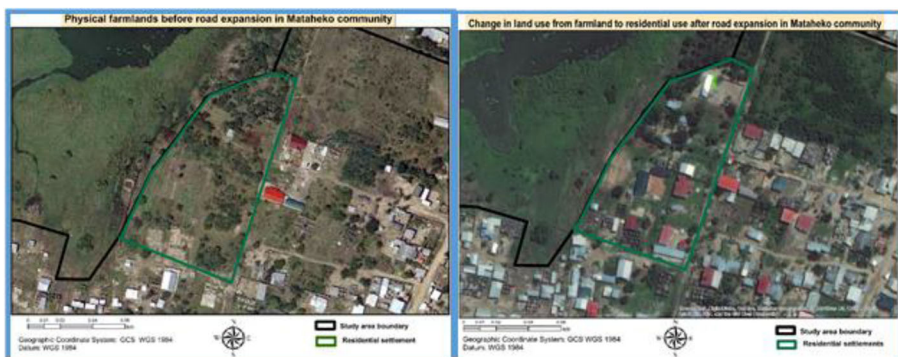 Physical farmlands before road expansion in Mataheko community
Study area boundary
Geographic Coordinate System: GCS WGS 1984
Datum: WGS 1984
Residential settlement
Change in land use from farmland to residential use after road expansion in Mataheko community
Study area boundary
Geographic Coordinate System: GCS WGS 1984
Datum: WGS 1984
Residential settlements